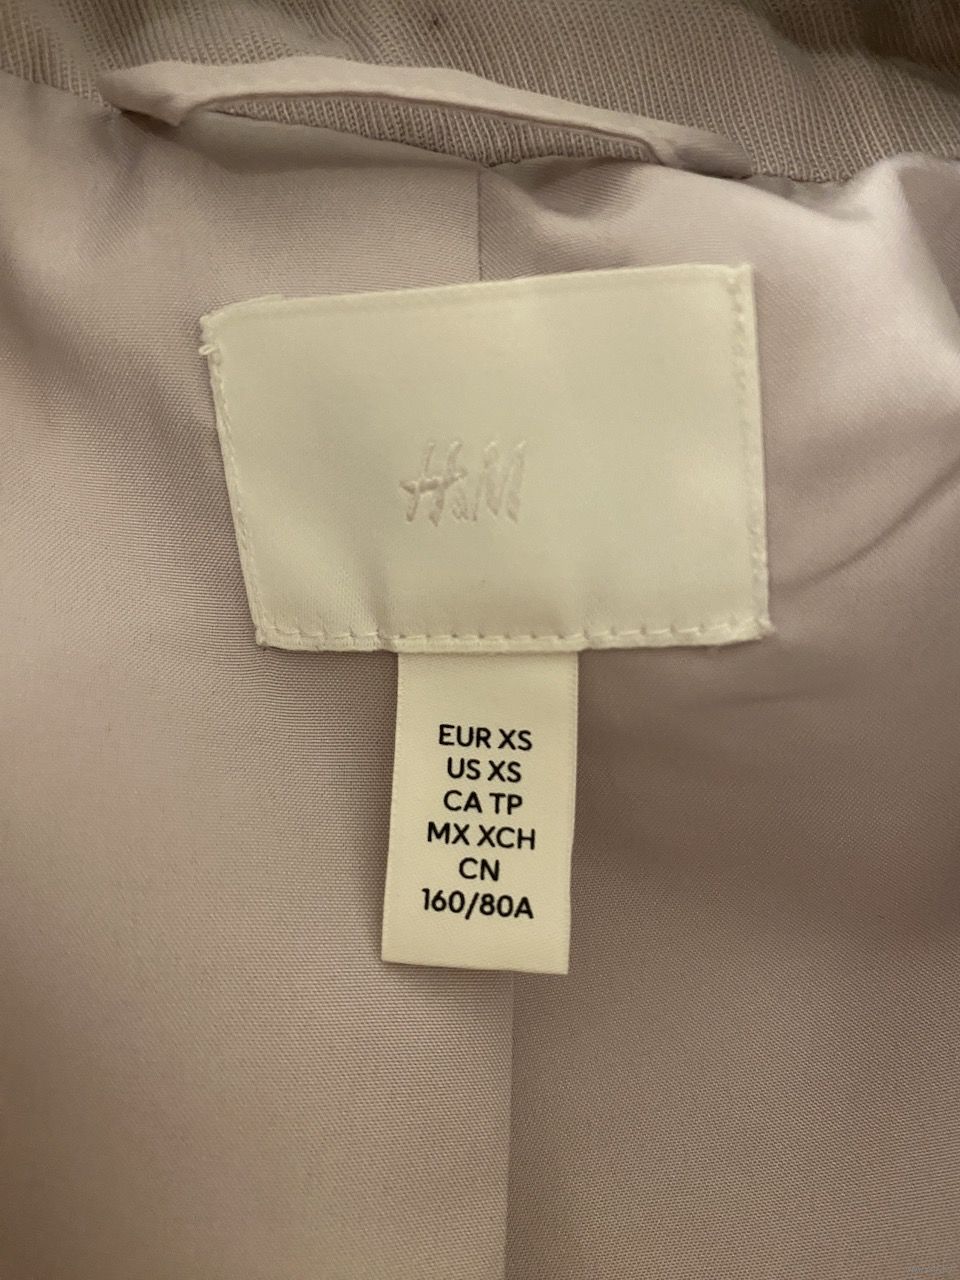 H&M
EUR XS
US XS
CA TP
MX XCH
CN
160/80A